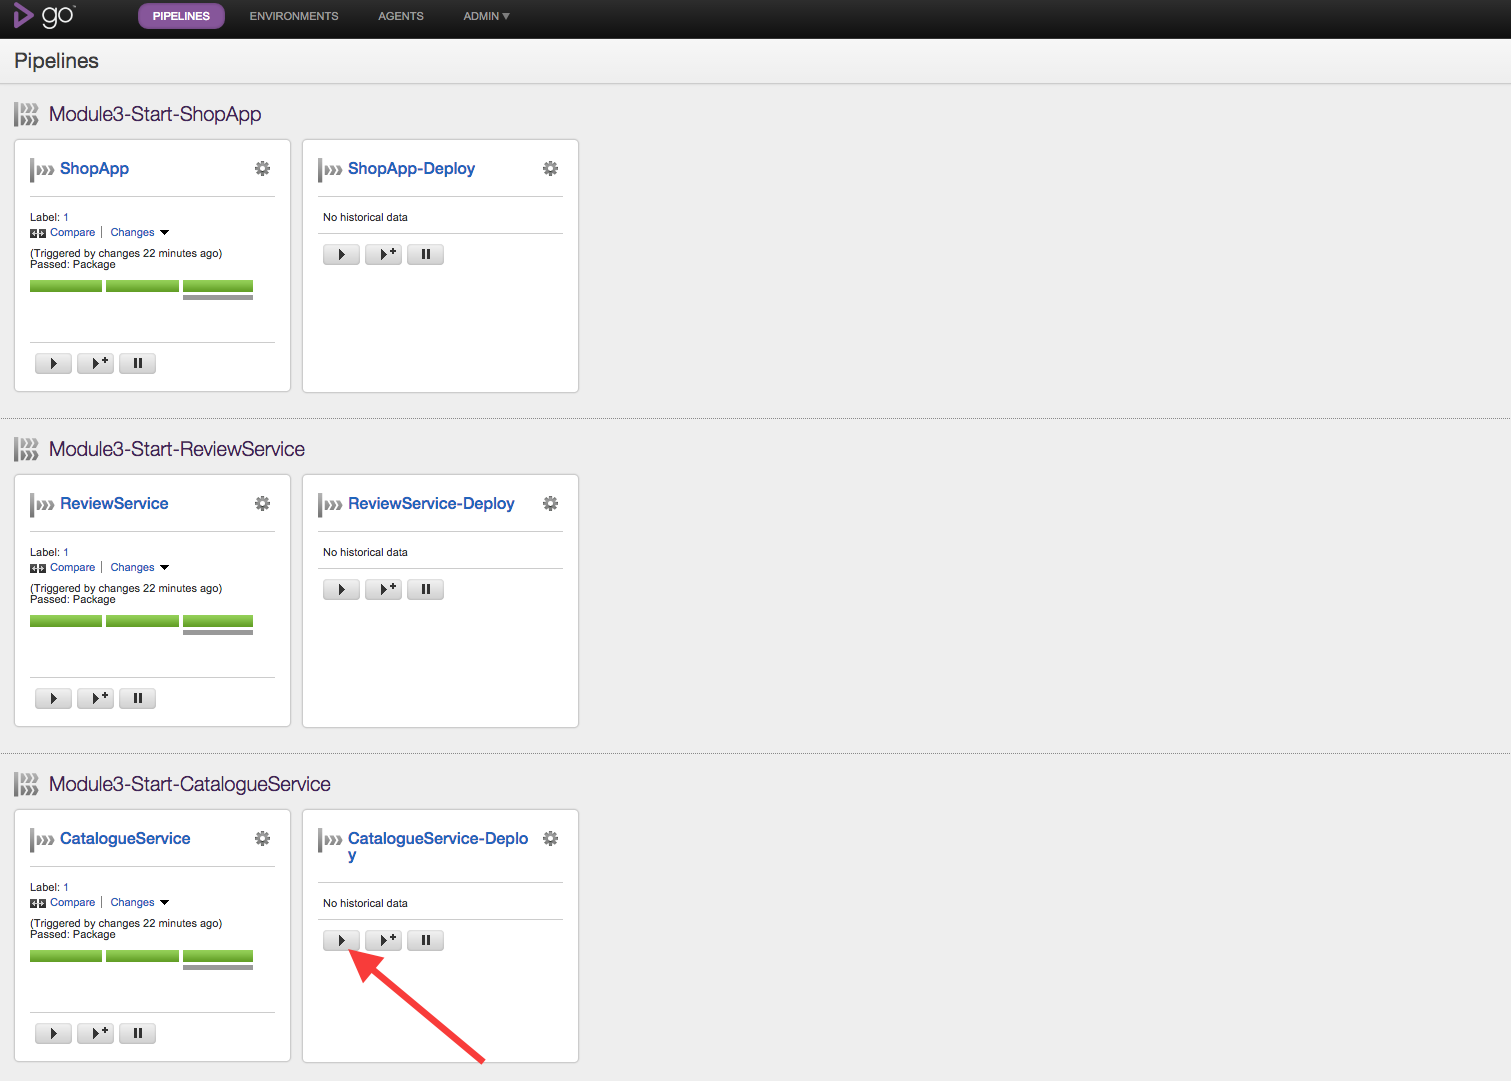 go™
PIPELINES
ENVIRONMENTS
AGENTS
ADMIN
Pipelines
Module3-Start-ShopApp
ShopApp
Label: 1
Compare | Changes
(Triggered by changes 22 minutes ago)
Passed: Package
ShopApp-Deploy
No historical data
Module3-Start-ReviewService
ReviewService
Label: 1
Compare | Changes
(Triggered by changes 22 minutes ago)
Passed: Package
ReviewService-Deploy
No historical data
Module3-Start-CatalogueService
CatalogueService
Label: 1
Compare | Changes
(Triggered by changes 22 minutes ago)
Passed: Package
CatalogueService-Deplo
y
No historical data